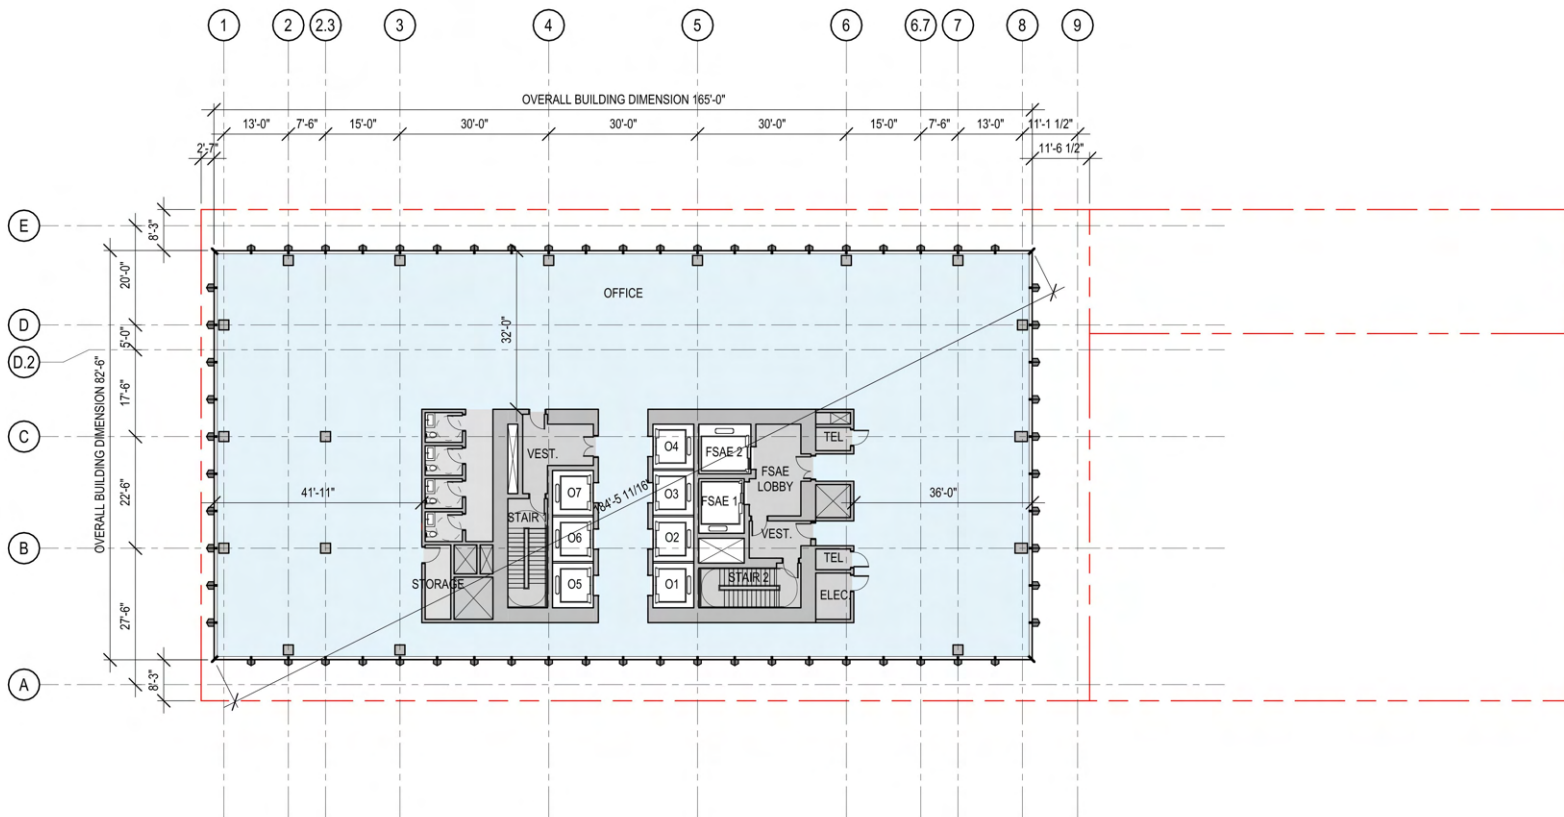 1 2 2.3 3 4 5 6 6.7 7 8 9
OVERALL BUILDING DIMENSION 165'-0"
13'-0" 7'-6" 15'-0" 30'-0" 30'-0" 30'-0" 15'-0" 7'-6" 13'-0" 11'-1 1/2"
2'-7" 11'-6 1/2"
E
8'-3"
20'-0"
OFFICE
D
5'-0"
32'-0"
D.2
OVERALL BUILDING DIMENSION 82'-6"
17'-6"
C
TEL
O4
FSAE 2
VEST.
FSAE
LOBBY
41'-11"
22'-6"
O7
184'-5 11/16"
O3
FSAE 1
36'-0"
STAIR 1
O6
O2
VEST.
B
TEL
STORAGE
O5
O1
STAIR 2
ELEC.
27'-6"
A
8'-3"